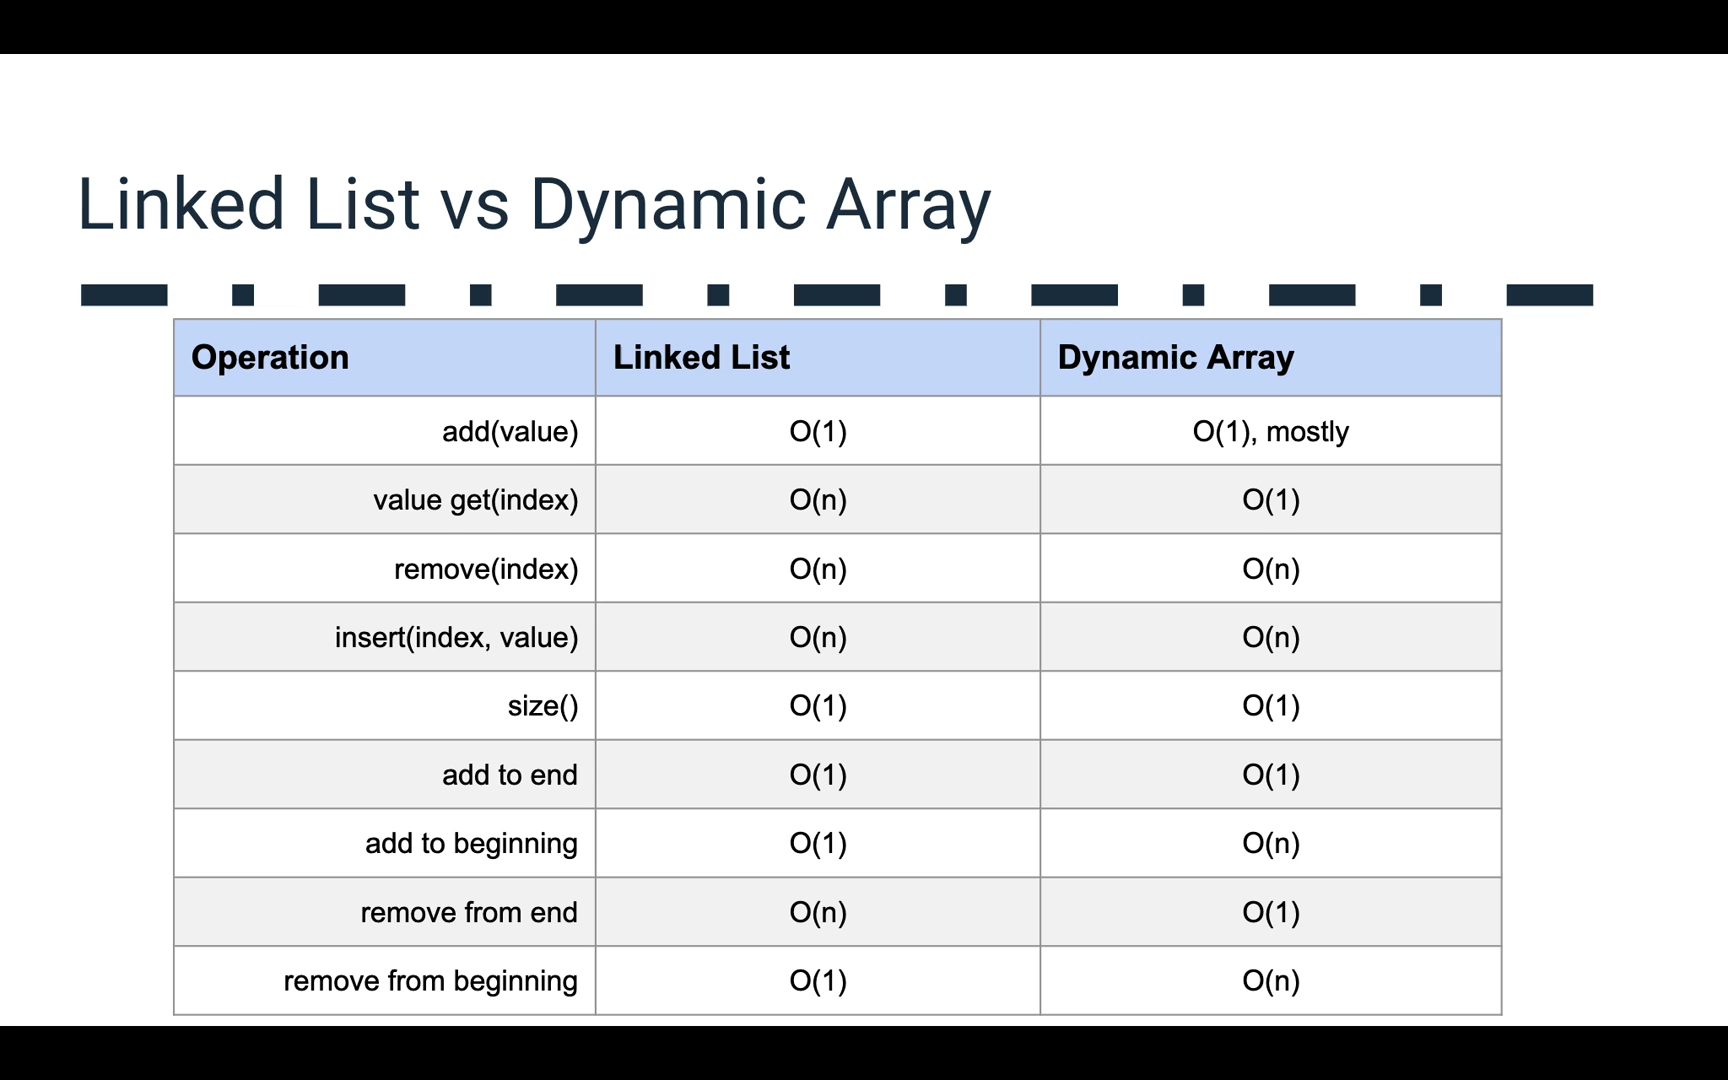 Linked List vs Dynamic Array
Operation Linked List Dynamic Array
add(value) O(1) O(1), mostly
value get(index) O(n) O(1)
remove(index) O(n) O(n)
insert(index, value) O(n) O(n)
size() O(1) O(1)
add to end O(1) O(1)
add to beginning O(1) O(n)
remove from end O(n) O(1)
remove from beginning O(1) O(n)